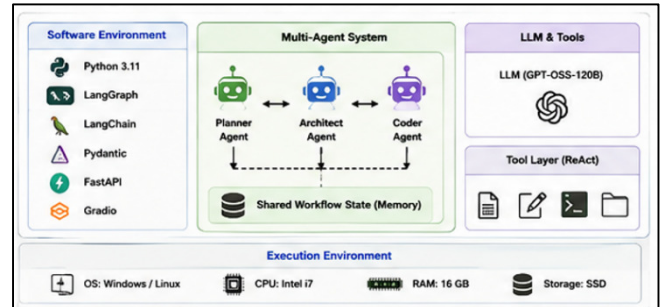 Software Environment
Python 3.11
LangGraph
LangChain
Pydantic
FastAPI
Gradio
Multi-Agent System
Planner
Agent
Architect
Agent
Coder
Agent
Shared Workflow State (Memory)
LLM & Tools
LLM (GPT-OSS-120B)
Tool Layer (ReAct)
Execution Environment
OS: Windows / Linux
CPU: Intel i7
RAM: 16 GB
Storage: SSD